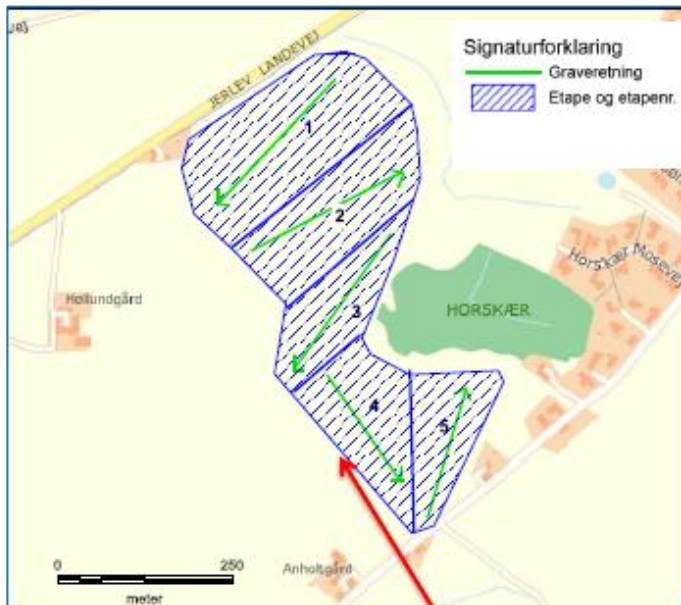 Signaturforklaring
Graveretning
Etape og etapenr.
JERLEV LANDEVEJ
1
2
3
4
5
Høllundgård
HORSKÆR
Horskær Mosevej
Anholtgård
0 250
meter